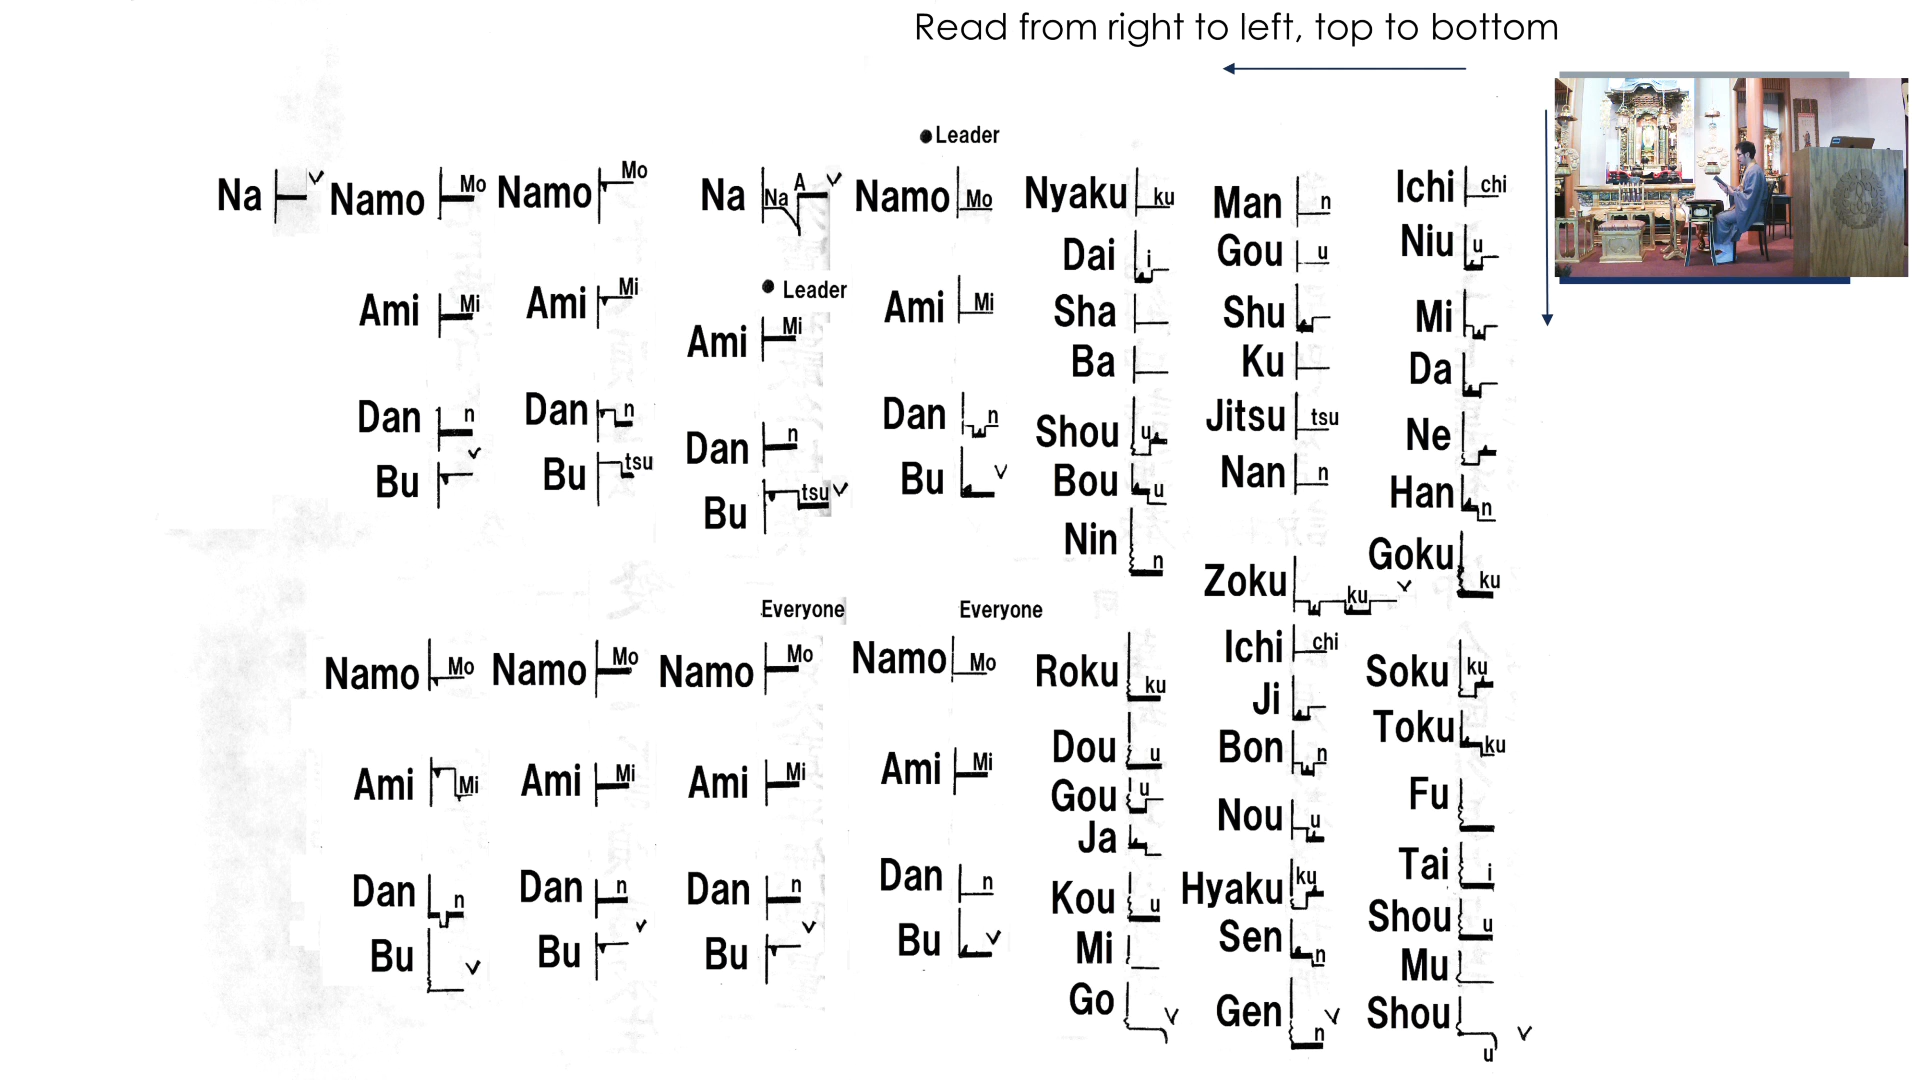 Read from right to left, top to bottom
Ichi chi
Niu u
Mi
Da
Ne
Han n
Goku ku
Soku ku
Toku ku
Fu
Tai i
Shou u
Mu
Shou u
Man n
Gou u
Shu
Ku
Jitsu tsu
Nan n
Zoku ku
Ichi chi
Ji
Bon n
Nou u
Hyaku ku
Sen n
Gen n
Nyaku ku
Dai i
Sha
Ba
Shou u
Bou u
Nin n
Roku ku
Dou u
Gou u
Ja
Kou u
Mi
Go
Leader
Namo Mo
Ami Mi
Dan n
Bu
Everyone
Namo Mo
Ami Mi
Dan n
Bu
Na Na A
Leader
Ami Mi
Dan n
Bu tsu
Everyone
Namo Mo
Ami Mi
Dan n
Bu
Namo Mo
Ami Mi
Dan n
Bu tsu
Namo Mo
Ami Mi
Dan n
Bu
Namo Mo
Ami Mi
Dan n
Bu
Namo Mo
Ami Mi
Dan n
Bu
Na